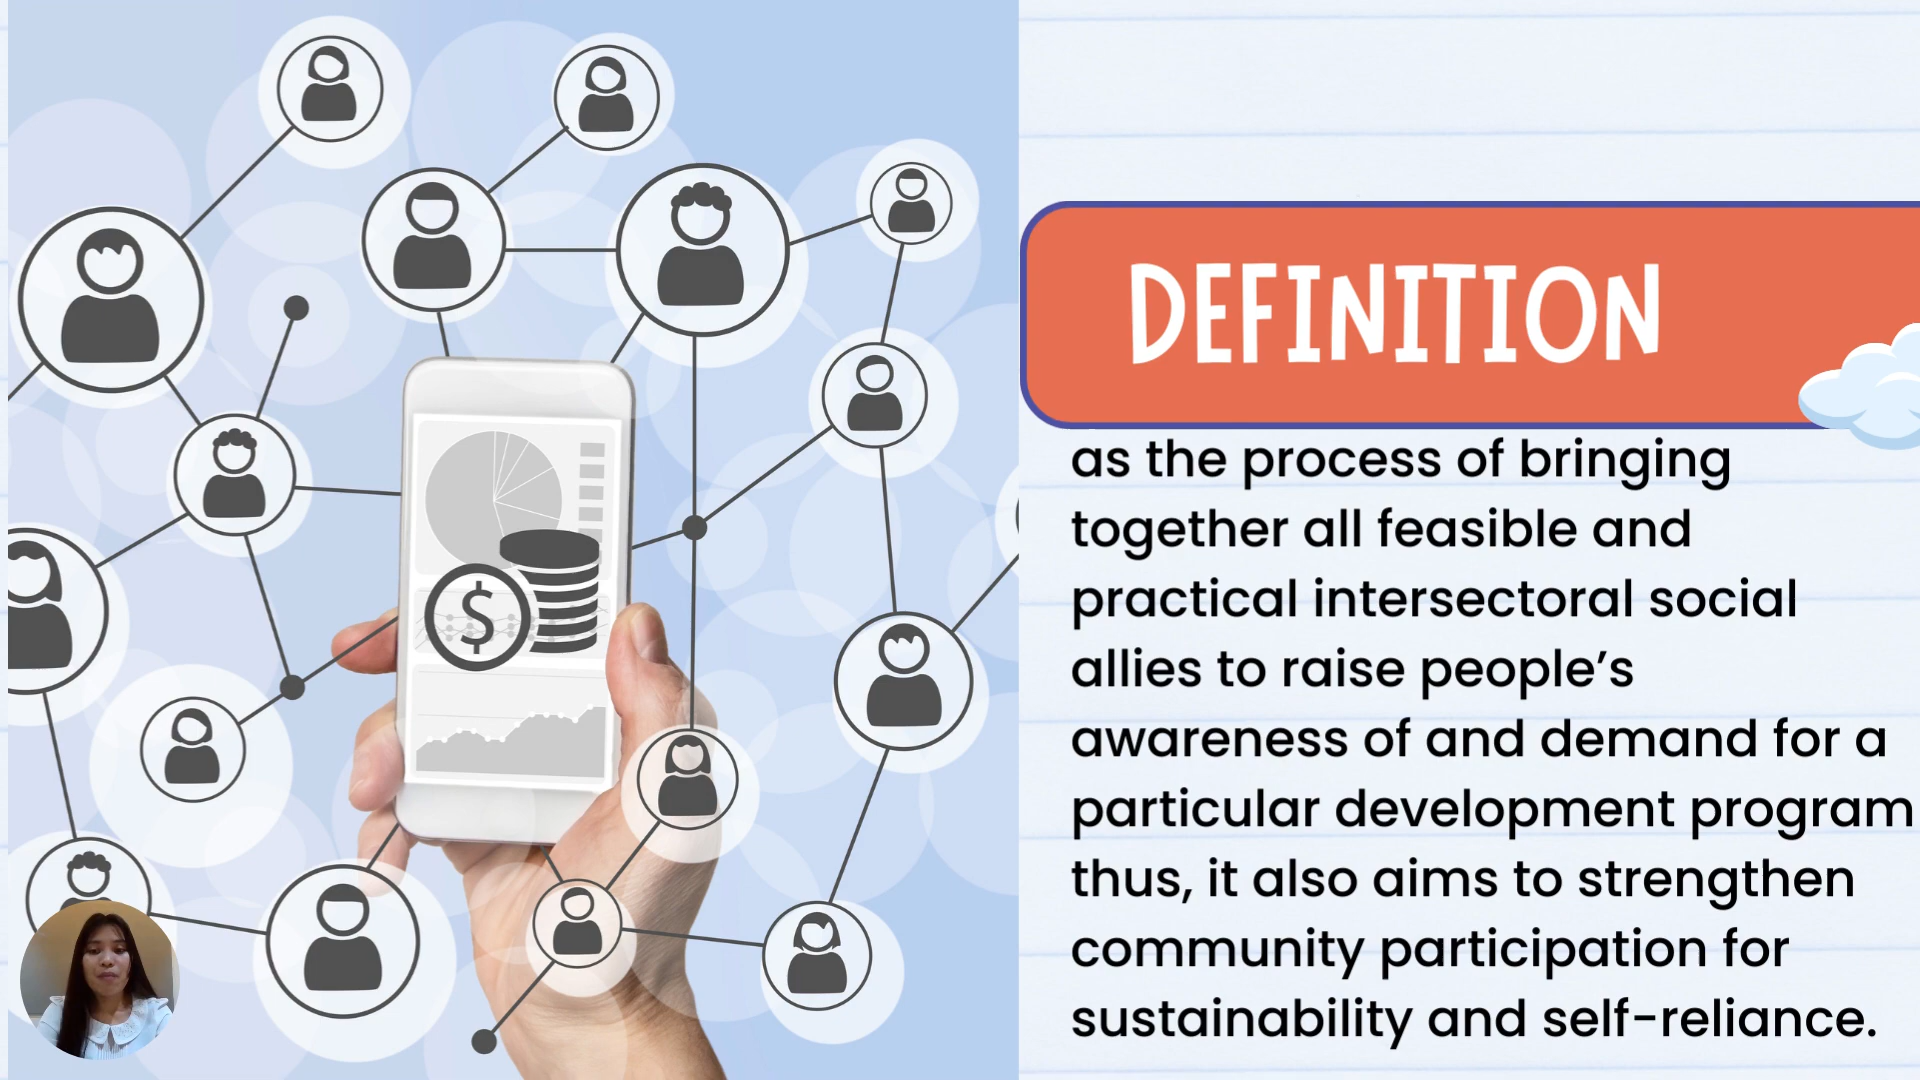 DEFINITION
as the process of bringing
together all feasible and
practical intersectoral social
allies to raise people’s
awareness of and demand for a
particular development program
thus, it also aims to strengthen
community participation for
sustainability and self-reliance.
$